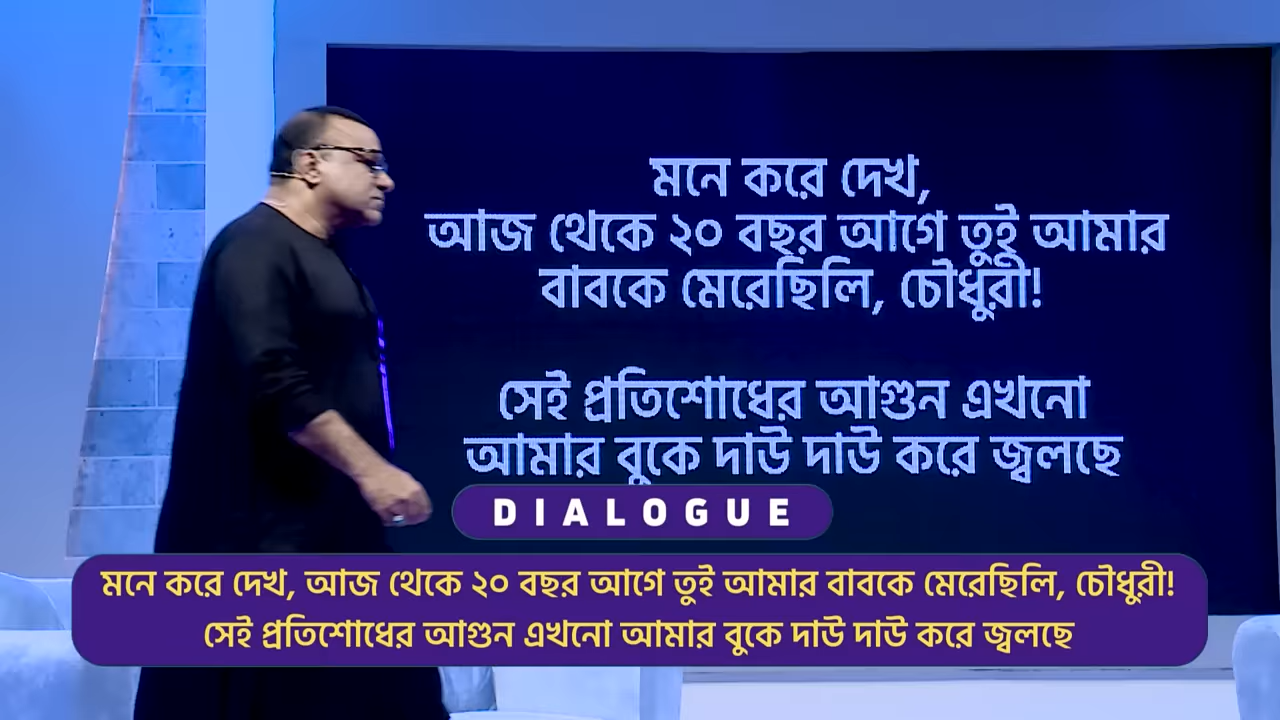 মনে করে দেখ,
আজ থেকে ২০ বছর আগে তুই আমার
বাবকে মেরেছিলি, চৌধুরী!
সেই প্রতিশোধের আগুন এখনো
আমার বুকে দাউ দাউ করে জ্বলছে
DIALOGUE
মনে করে দেখ, আজ থেকে ২০ বছর আগে তুই আমার বাবকে মেরেছিলি, চৌধুরী!
সেই প্রতিশোধের আগুন এখনো আমার বুকে দাউ দাউ করে জ্বলছে